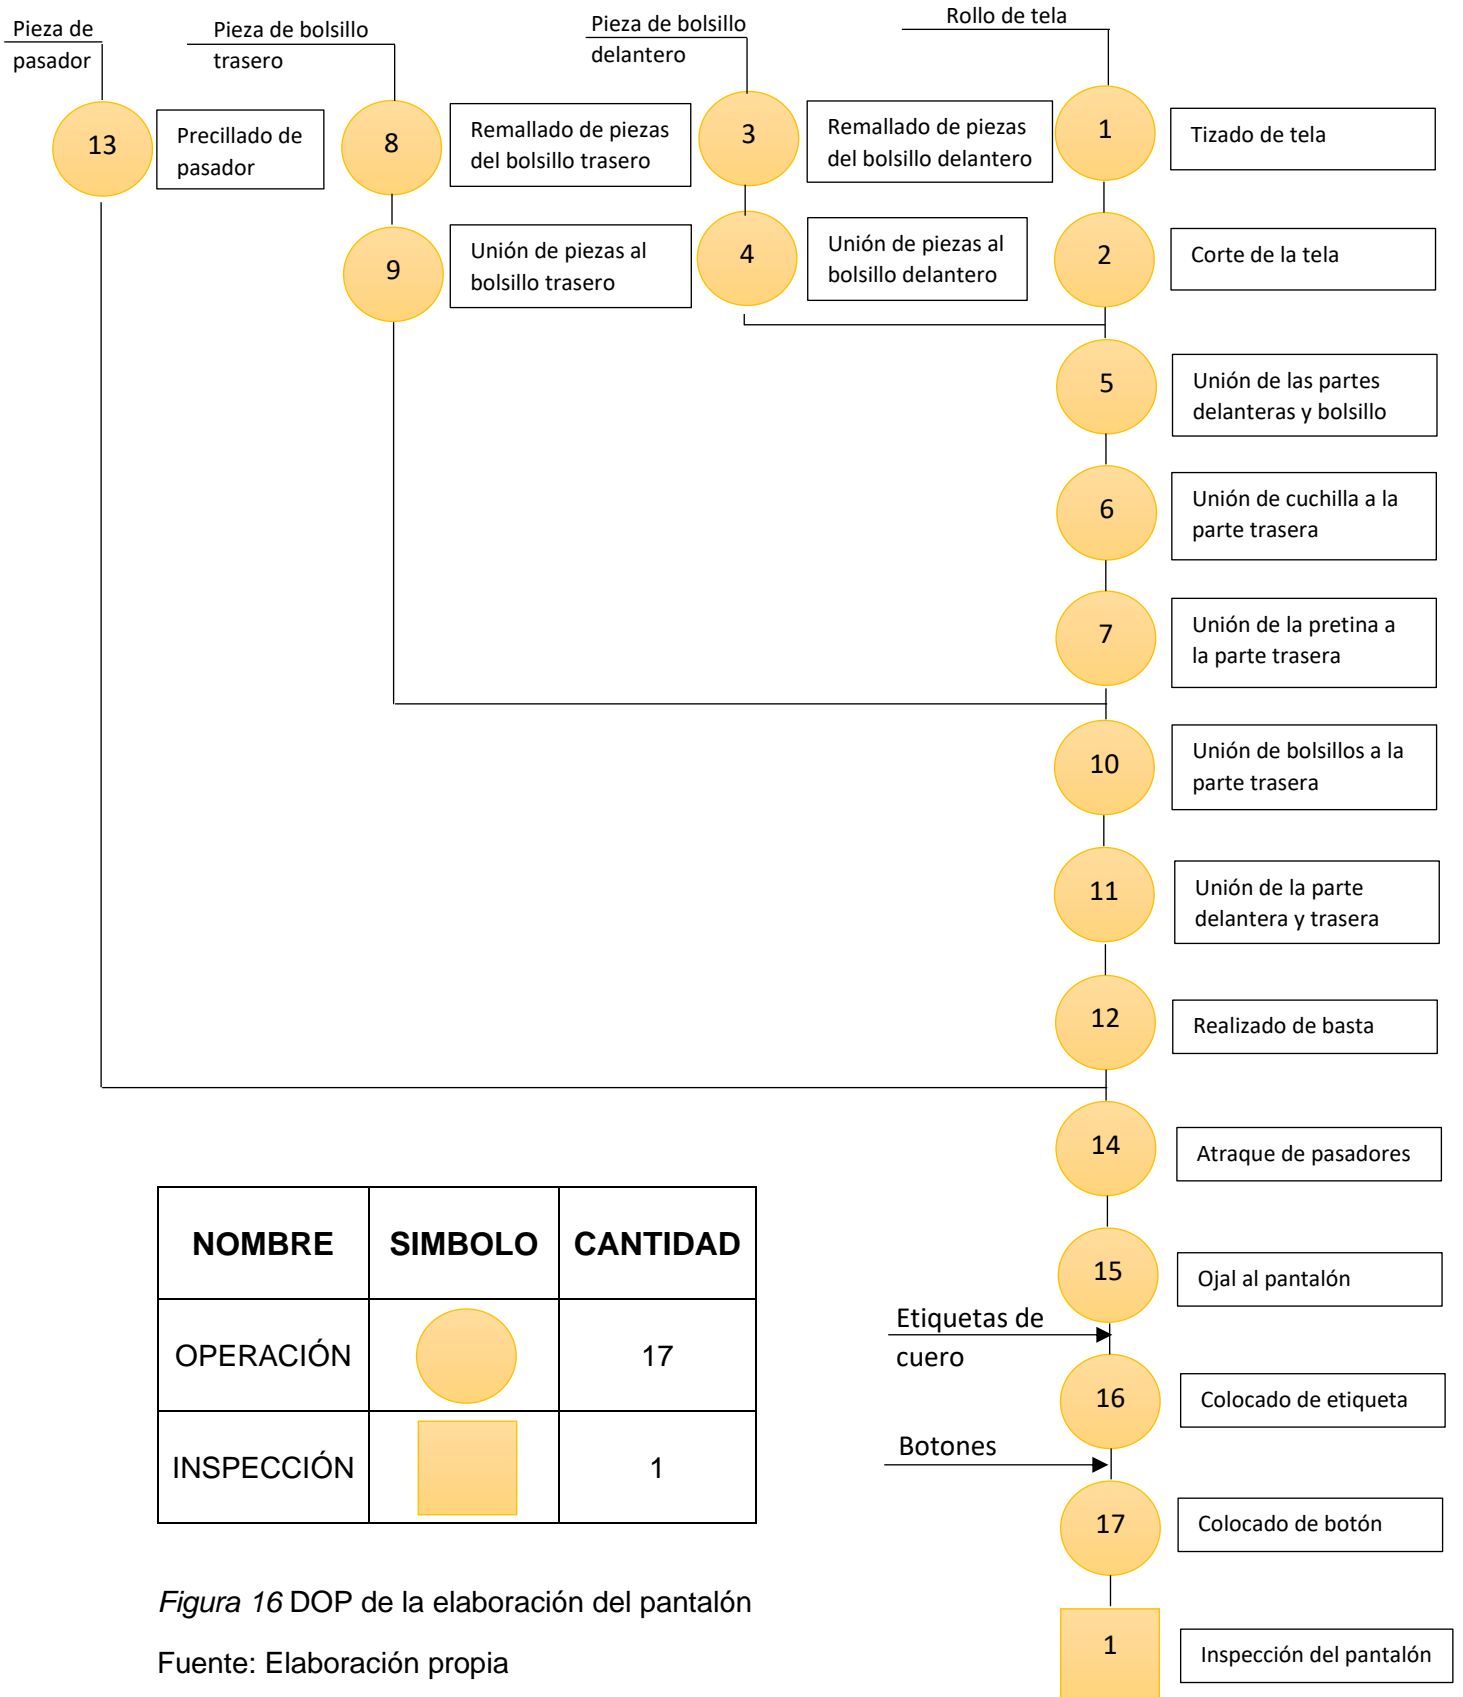 Pieza de
pasador
Pieza de bolsillo
trasero
Pieza de bolsillo
delantero
Rollo de tela
13
Precillado de
pasador
8
Remallado de piezas
del bolsillo trasero
3
Remallado de piezas
del bolsillo delantero
1
Tizado de tela
9
Unión de piezas al
bolsillo trasero
4
Unión de piezas al
bolsillo delantero
2
Corte de la tela
5
Unión de las partes
delanteras y bolsillo
6
Unión de cuchilla a la
parte trasera
7
Unión de la pretina a
la parte trasera
10
Unión de bolsillos a la
parte trasera
11
Unión de la parte
delantera y trasera
12
Realizado de basta
14
Atraque de pasadores
15
Ojal al pantalón
Etiquetas de
cuero
16
Colocado de etiqueta
Botones
17
Colocado de botón
1
Inspección del pantalón
NOMBRE SIMBOLO CANTIDAD
OPERACIÓN 17
INSPECCIÓN 1
Figura 16 DOP de la elaboración del pantalón
Fuente: Elaboración propia